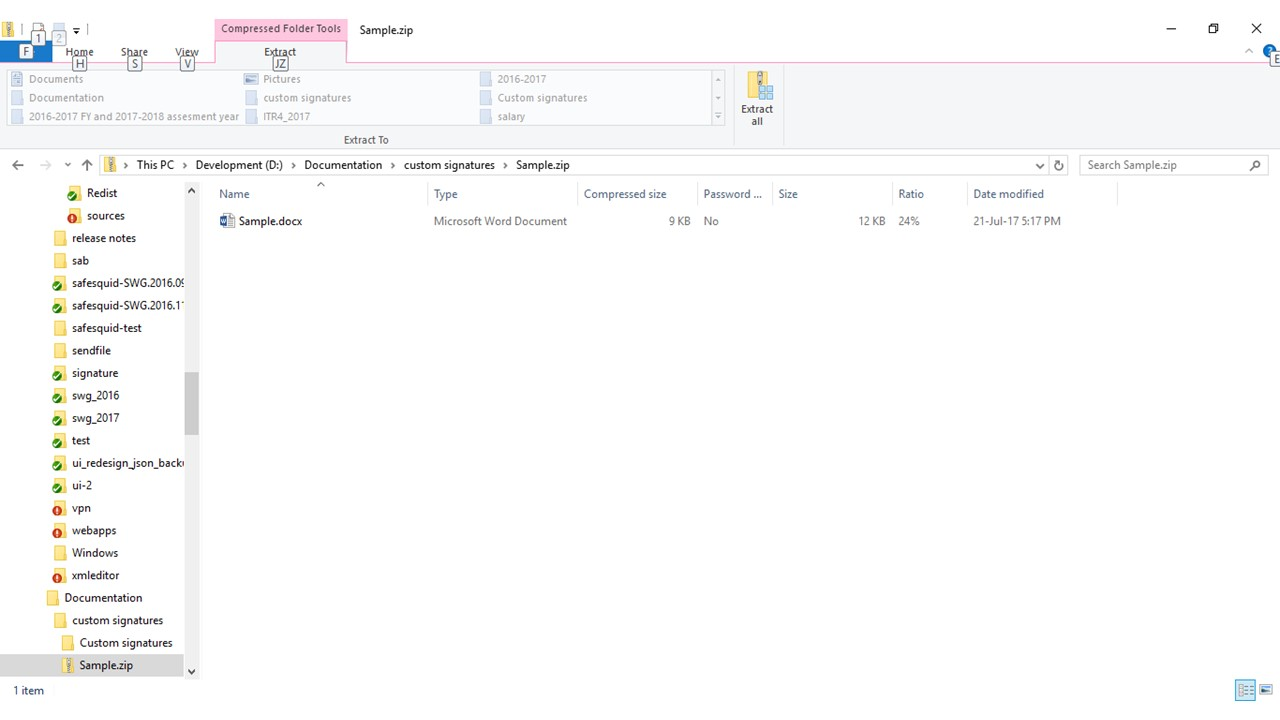 1 2 Compressed Folder Tools Sample.zip
F Home Share View Extract
H S V JZ E
Documents Pictures 2016-2017
Documentation custom signatures Custom signatures
2016-2017 FY and 2017-2018 assesment year ITR4_2017 salary
Extract all
Extract To
This PC Development (D:) Documentation custom signatures Sample.zip Search Sample.zip
Name Type Compressed size Password ... Size Ratio Date modified
Sample.docx Microsoft Word Document 9 KB No 12 KB 24% 21-Jul-17 5:17 PM
Redist
sources
release notes
sab
safesquid-SWG.2016.09
safesquid-SWG.2016.11
safesquid-test
sendfile
signature
swg_2016
swg_2017
test
ui_redesign_json_back
ui-2
vpn
webapps
Windows
xmleditor
Documentation
custom signatures
Custom signatures
Sample.zip
1 item